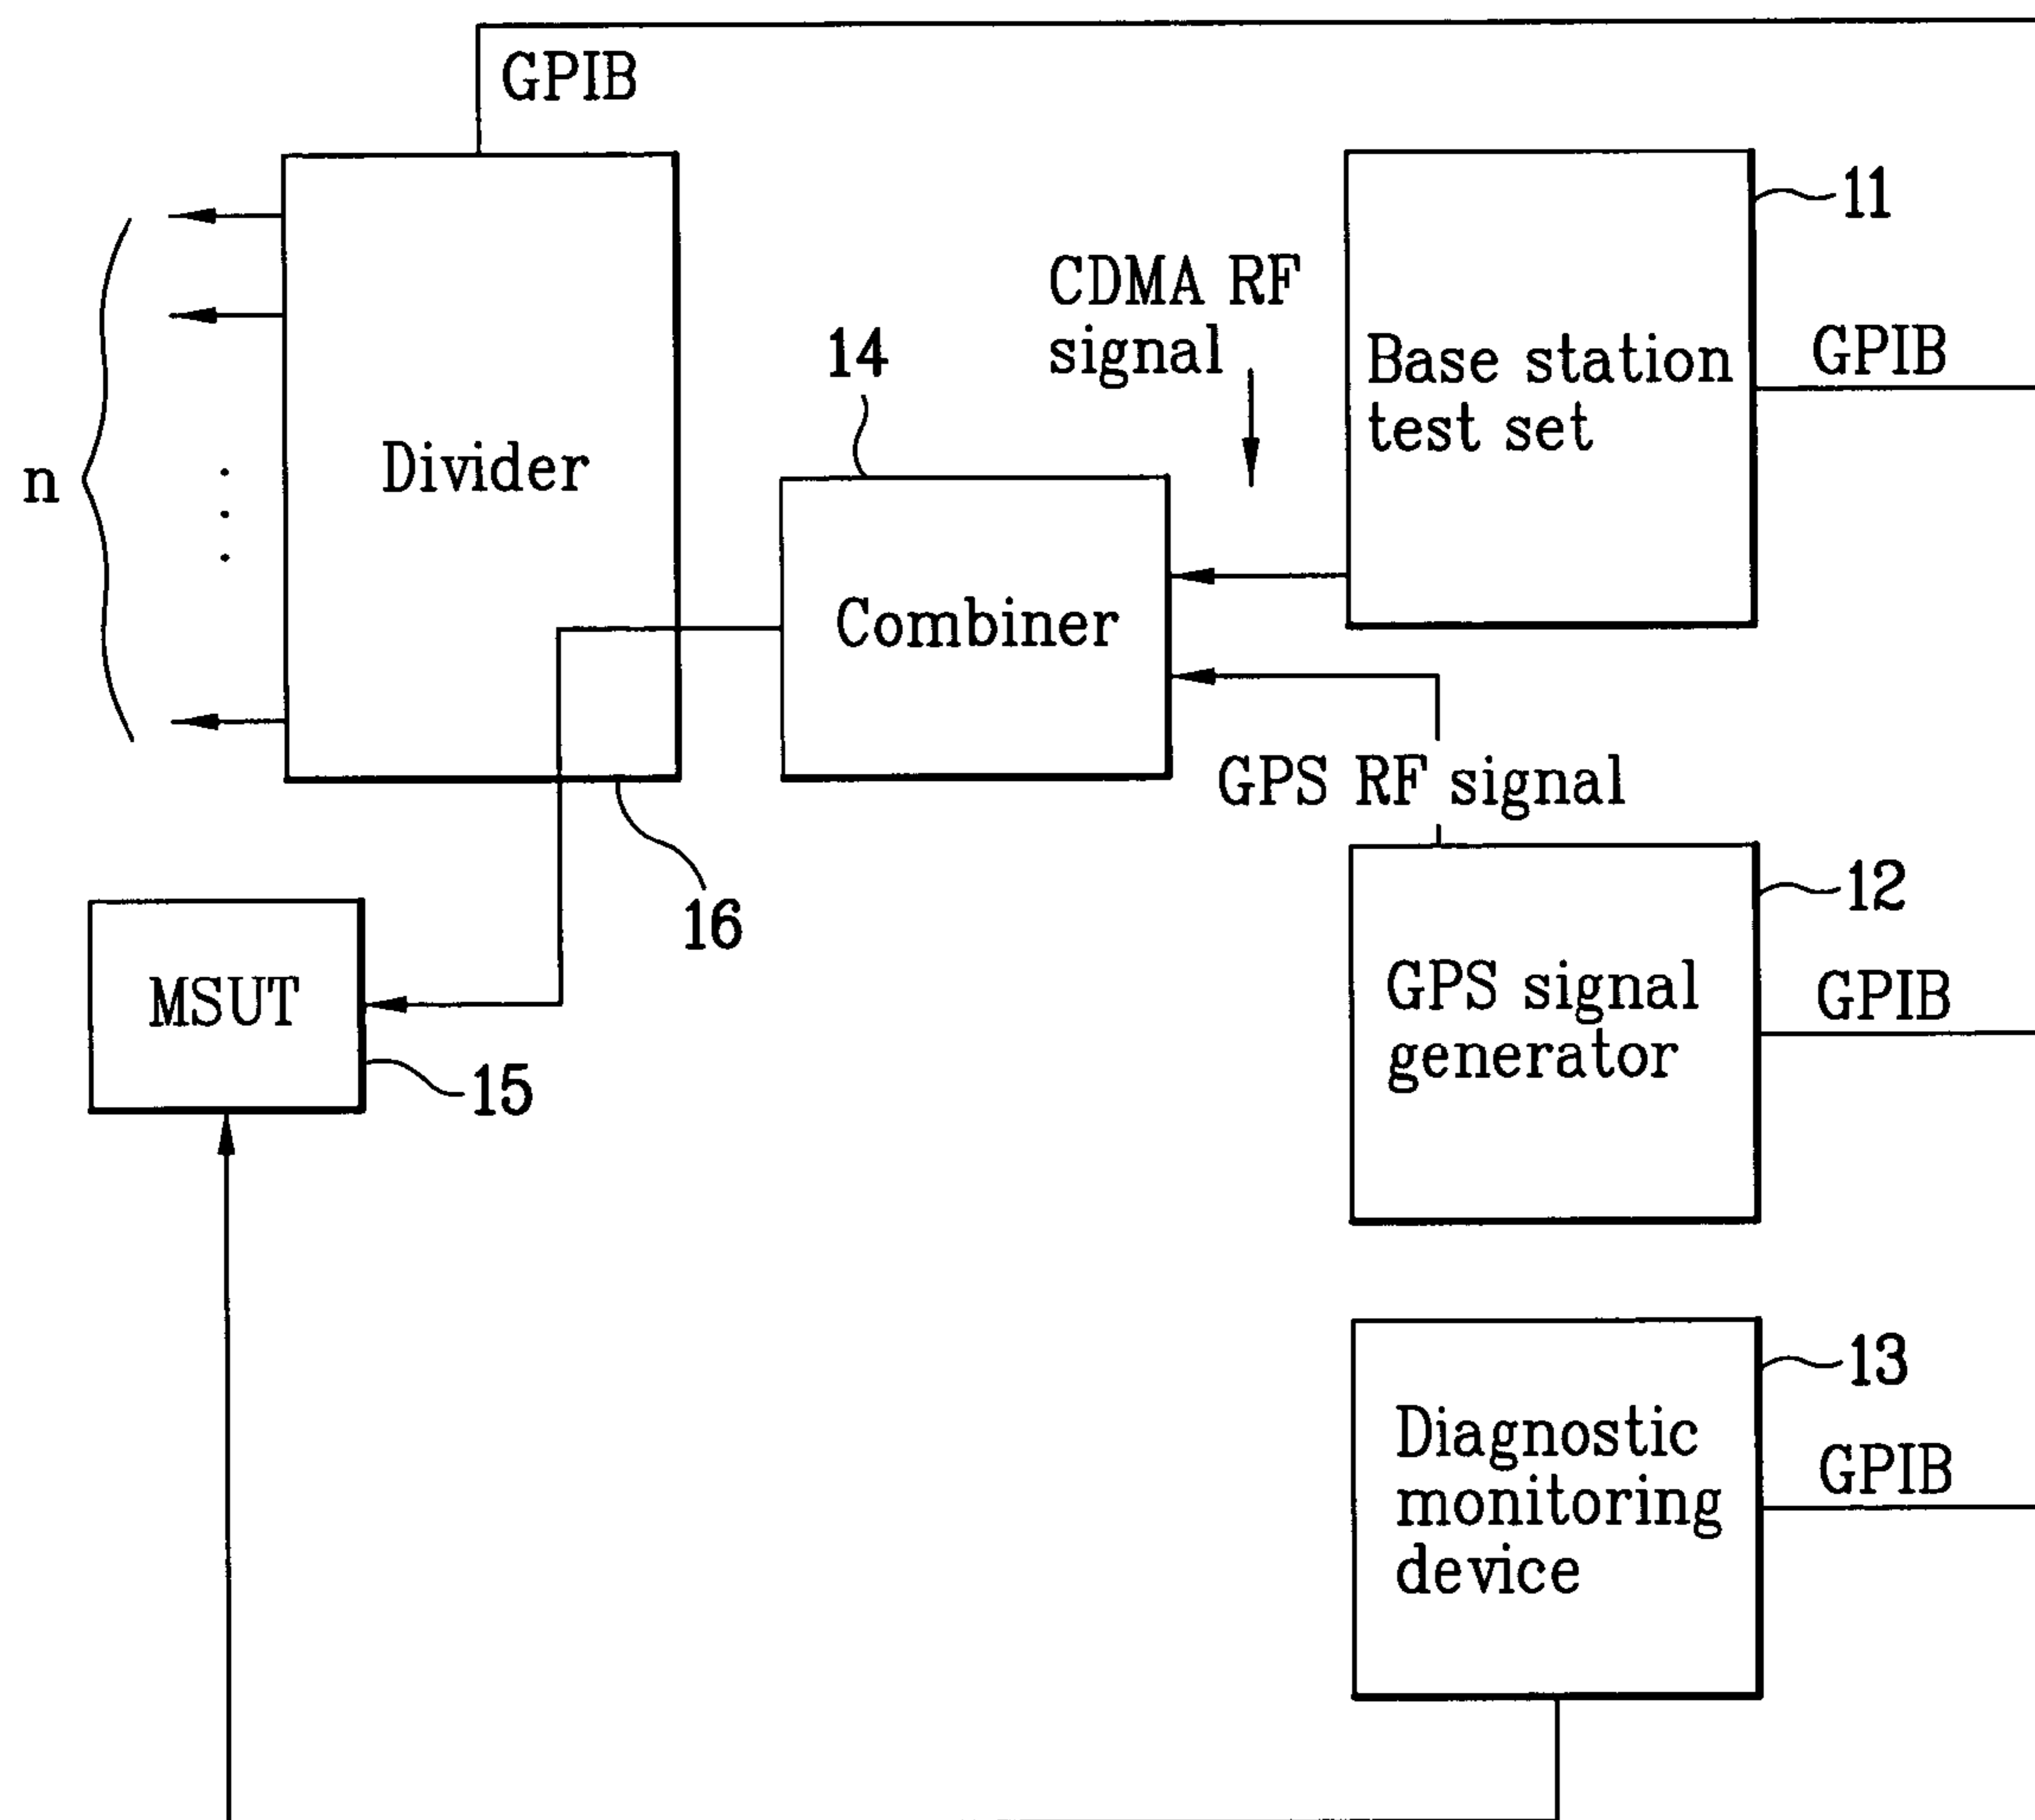 GPIB
11
CDMA RF
signal
14
Base station
test set
GPIB
Divider
n
Combiner
GPS RF signal
12
16
MSUT
GPS signal
generator
GPIB
15
13
Diagnostic
monitoring
device
GPIB